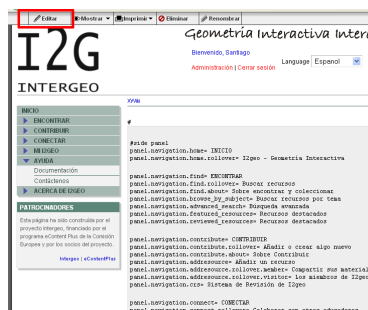 Editar Mostrar Imprimir Eliminar Renombrar
I2G
INTERGEO
Geometría Interactiva Inter
Bienvenido, Santiago
Administración | Cerrar sesión
Language Espanol
XWiki
INICIO
ENCONTRAR
CONTRIBUIR
CONECTAR
MI I2GEO
AYUDA
Documentación
Contáctenos
ACERCA DE I2GEO
PATROCINADORES
Esta página ha sido construida por el
proyecto intergeo, financiado por el
programa eContent Plus de la Comisión
Europea y por los socios del proyecto.
Intergeo | eContentPlus
#
#side panel
panel.navigation.home= INICIO
panel.navigation.home.rollover= I2geo - Geometria Interactiva
panel.navigation.find= ENCONTRAR
panel.navigation.find.rollover= Buscar recursos
panel.navigation.find.about= Sobre encontrar y coleccionar
panel.navigation.browse_by_subject= Buscar recursos por tema
panel.navigation.advanced_search= Búsqueda avanzada
panel.navigation.featured_resources= Recursos destacados
panel.navigation.reviewed_resources= Recursos destacados
panel.navigation.contribute= CONTRIBUIR
panel.navigation.contribute.rollover= Añadir o crear algo nuevo
panel.navigation.contribute.about= Sobre Contribuir
panel.navigation.addresource= Añadir un recurso
panel.navigation.addresource.rollover.member= Compartir sus material
panel.navigation.addresource.rollover.visitor= los miembros de I2geo
panel.navigation.crs= Sistema de Revisión de I2geo
panel.navigation.connect= CONECTAR